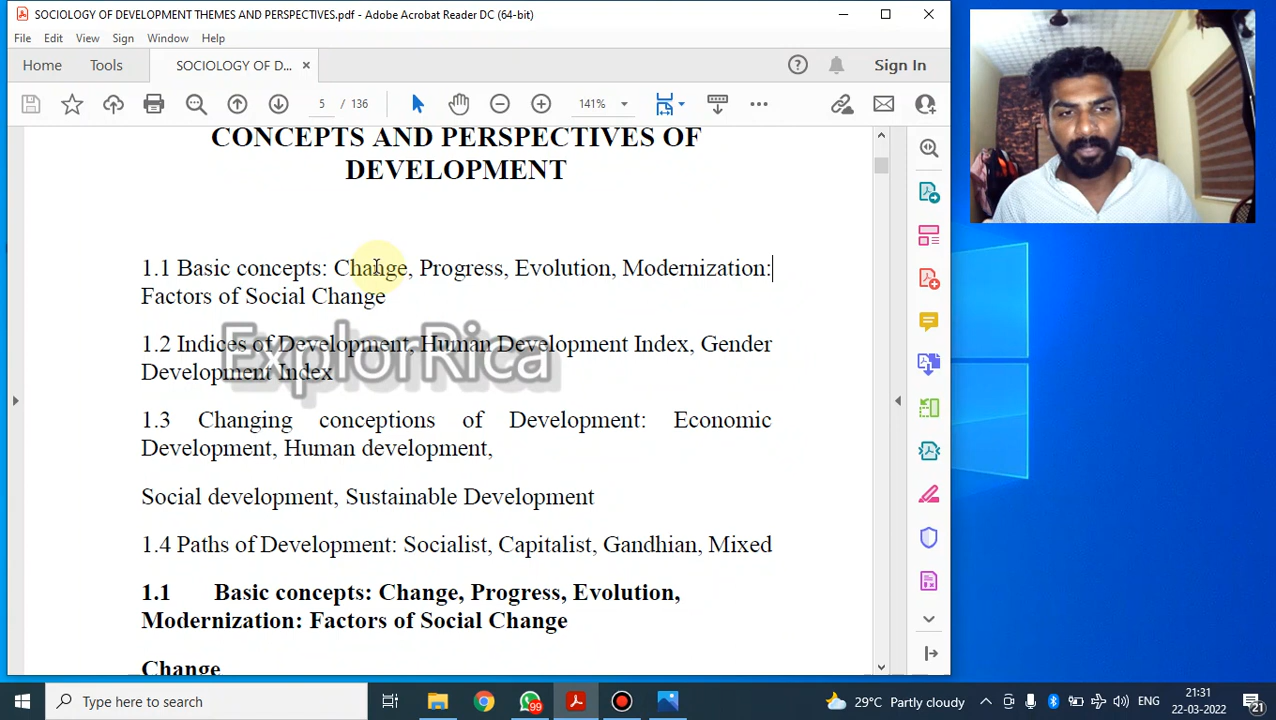 SOCIOLOGY OF DEVELOPMENT THEMES AND PERSPECTIVES.pdf - Adobe Acrobat Reader DC (64-bit)
File Edit View Sign Window Help
Home Tools SOCIOLOGY OF D... Sign In
5 / 136 141%
CONCEPTS AND PERSPECTIVES OF
DEVELOPMENT
1.1 Basic concepts: Change, Progress, Evolution, Modernization:
Factors of Social Change
1.2 Indices of Development, Human Development Index, Gender
Development Index
ExplorRica
1.3 Changing conceptions of Development: Economic
Development, Human development,
Social development, Sustainable Development
1.4 Paths of Development: Socialist, Capitalist, Gandhian, Mixed
1.1 Basic concepts: Change, Progress, Evolution,
Modernization: Factors of Social Change
Change
Type here to search
99
29°C Partly cloudy
ENG
21:31
22-03-2022
21